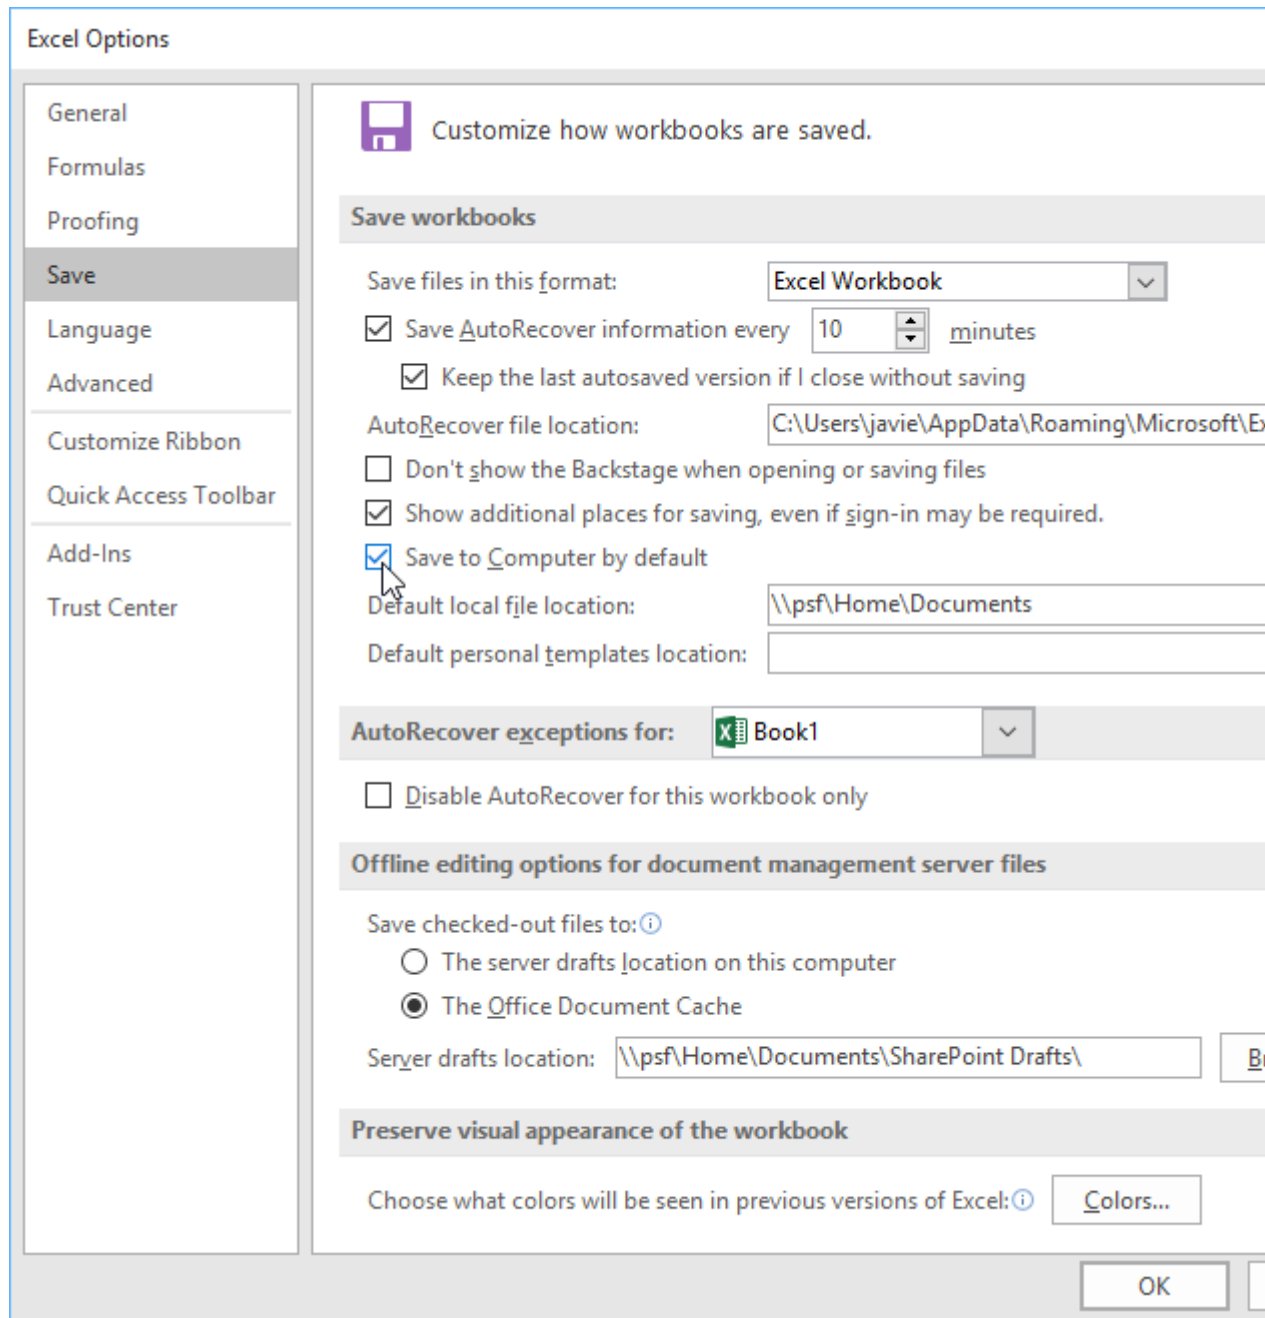 Excel Options
General
Formulas
Proofing
Save
Language
Advanced
Customize Ribbon
Quick Access Toolbar
Add-Ins
Trust Center
Customize how workbooks are saved.
Save workbooks
Save files in this format: Excel Workbook
Save AutoRecover information every 10 minutes
Keep the last autosaved version if I close without saving
AutoRecover file location: C:\Users\javie\AppData\Roaming\Microsoft\Ex
Don't show the Backstage when opening or saving files
Show additional places for saving, even if sign-in may be required.
Save to Computer by default
Default local file location: \\psf\Home\Documents
Default personal templates location:
AutoRecover exceptions for: Book1
Disable AutoRecover for this workbook only
Offline editing options for document management server files
Save checked-out files to:
The server drafts location on this computer
The Office Document Cache
Server drafts location: \\psf\Home\Documents\SharePoint Drafts\
Preserve visual appearance of the workbook
Choose what colors will be seen in previous versions of Excel: Colors...
OK